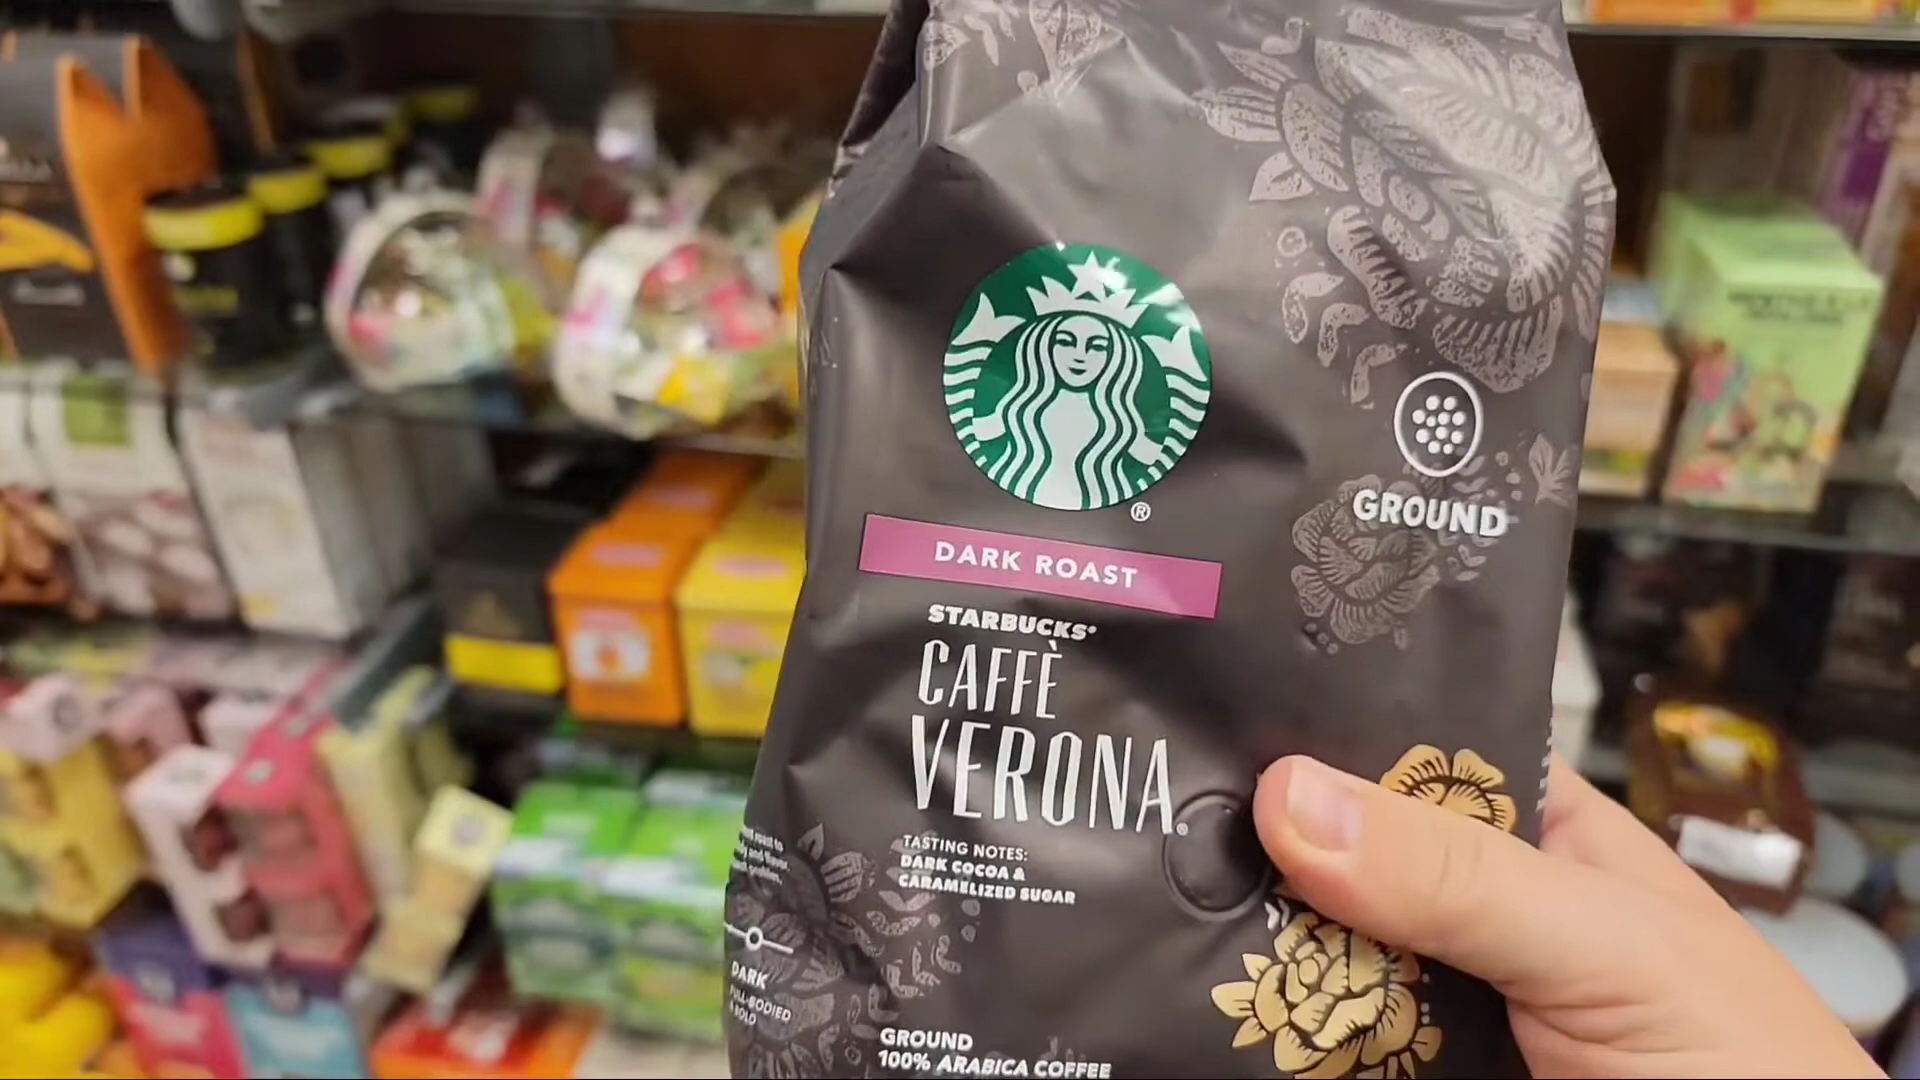 GROUND
DARK ROAST
STARBUCKS®
CAFFÈ
VERONA®
TASTING NOTES:
DARK COCOA &
CARAMELIZED SUGAR
DARK
FULL-BODIED
& BOLD
GROUND
100% ARABICA COFFEE